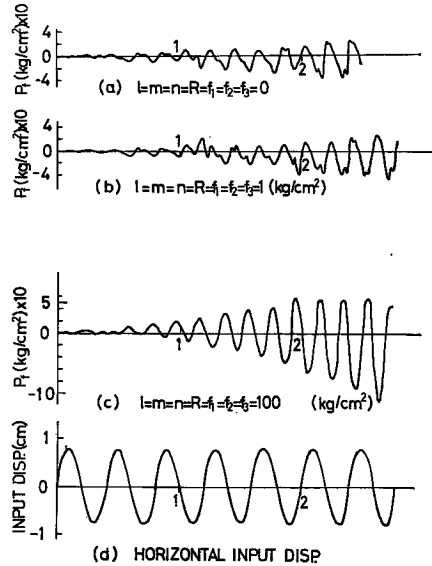 4
P₁(kg/cm²)x10
0
-4
1
2
(a) l=m=n=R=f₁=f₂=f₃=0
4
P₁(kg/cm²)x10
0
-4
1
2
(b) l=m=n=R=f₁=f₂=f₃=1 (kg/cm²)
5
P₁(kg/cm²)x10
0
-10
1
2
(c) l=m=n=R=f₁=f₂=f₃=100 (kg/cm²)
1
INPUT DISP.(cm)
0
-1
1
2
(d) HORIZONTAL INPUT DISP.